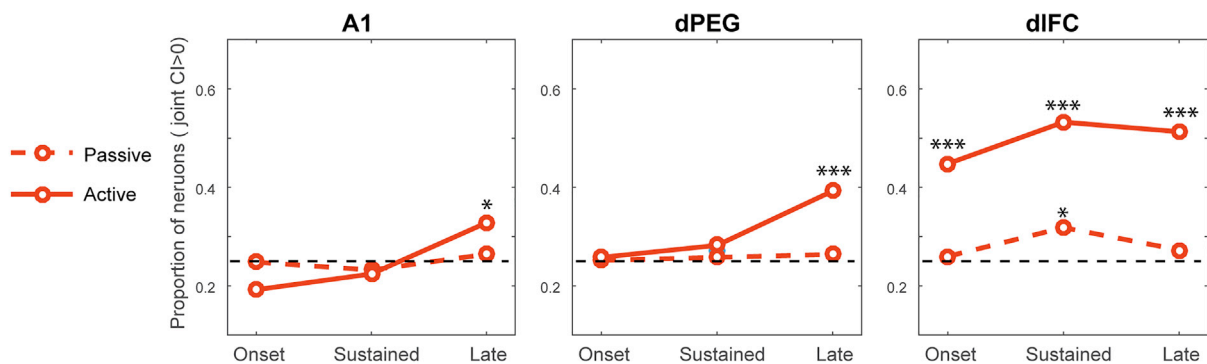 A1
dPEG
dIFC
Proportion of neruons ( joint CI>0)
Passive
Active
0.6
0.4
0.2
*
Onset Sustained Late
0.6
0.4
0.2
***
Onset Sustained Late
0.6
0.4
0.2
***
***
***
*
Onset Sustained Late